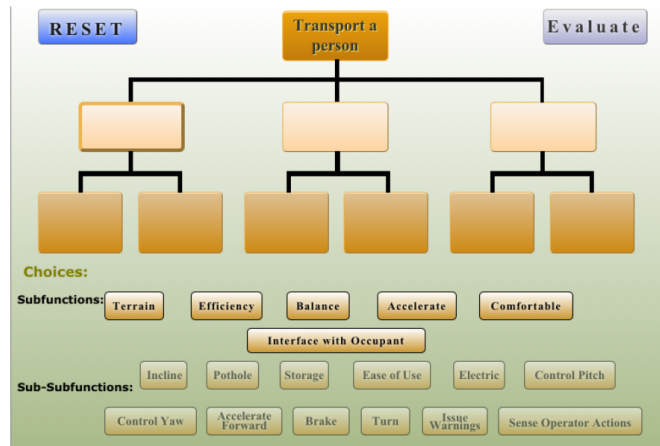 RESET
Transport a
person
Evaluate
Choices:
Subfunctions: Terrain Efficiency Balance Accelerate Comfortable
Interface with Occupant
Sub-Subfunctions: Incline Pothole Storage Ease of Use Electric Control Pitch
Control Yaw Accelerate Forward Brake Turn Issue Warnings Sense Operator Actions